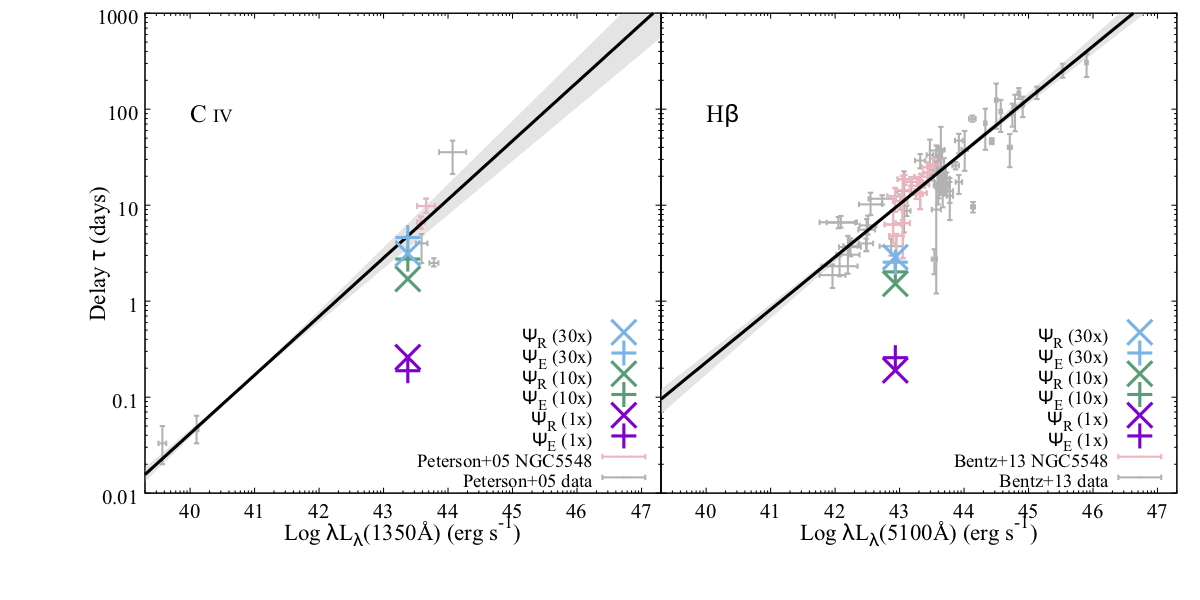 1000
100
10
1
0.1
0.01
Delay τ (days)
C IV
Ψ_R (30x)
Ψ_E (30x)
Ψ_R (10x)
Ψ_E (10x)
Ψ_R (1x)
Ψ_E (1x)
Peterson+05 NGC5548
Peterson+05 data
40 41 42 43 44 45 46 47
Log λL_λ(1350Å) (erg s^-1)
Hβ
Ψ_R (30x)
Ψ_E (30x)
Ψ_R (10x)
Ψ_E (10x)
Ψ_R (1x)
Ψ_E (1x)
Bentz+13 NGC5548
Bentz+13 data
40 41 42 43 44 45 46 47
Log λL_λ(5100Å) (erg s^-1)